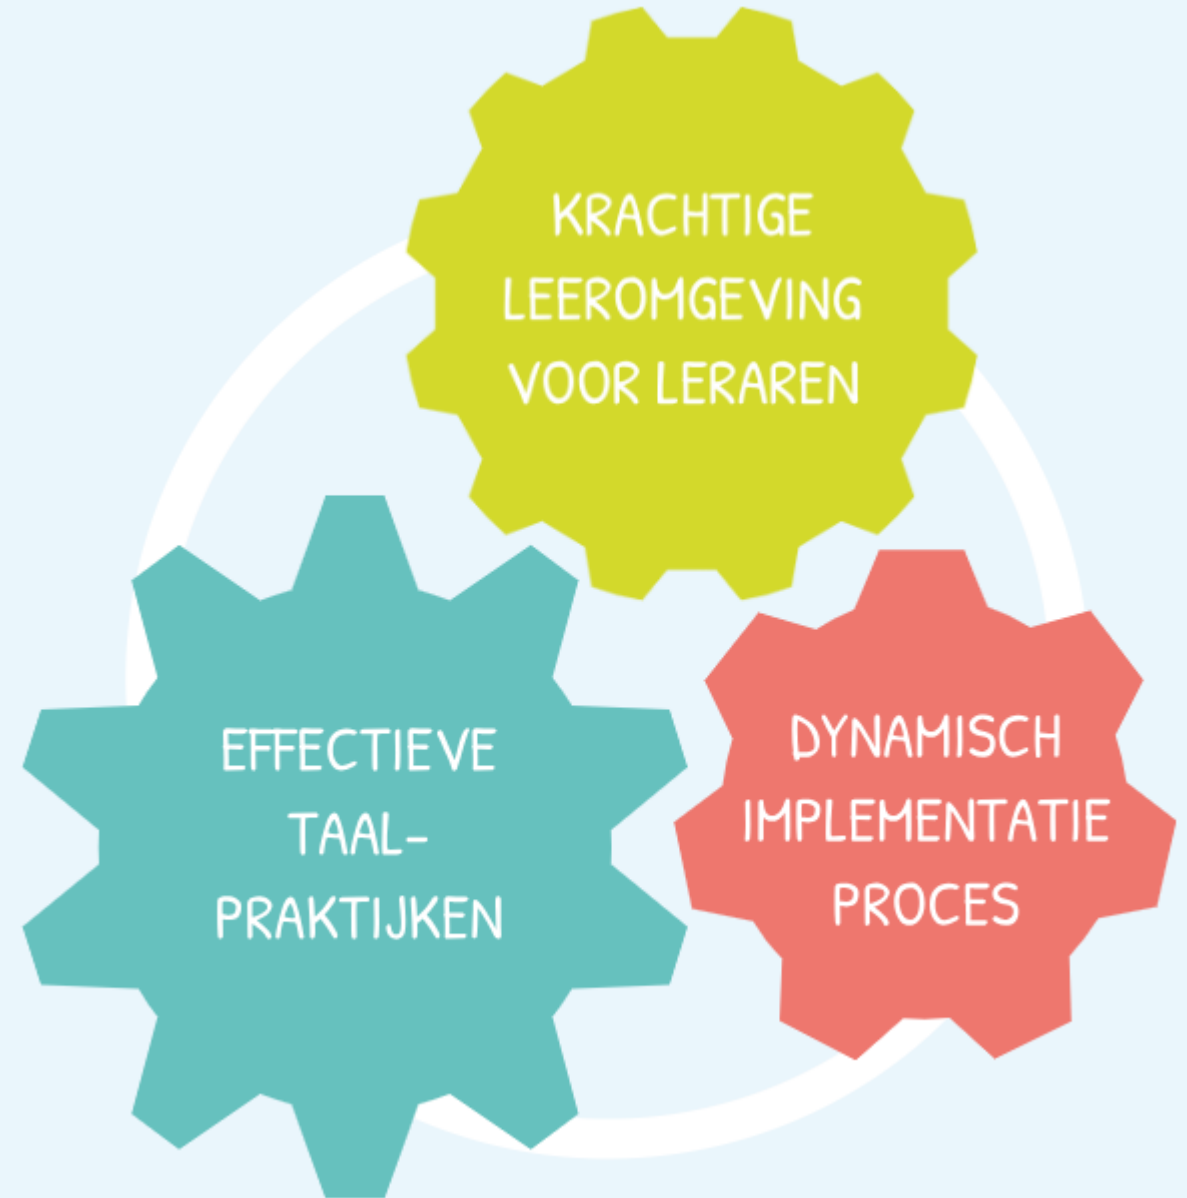 KRACHTIGE
LEEROMGEVING
VOOR LERAREN
EFFECTIEVE
TAAL-
PRAKTIJKEN
DYNAMISCH
IMPLEMENTATIE
PROCES